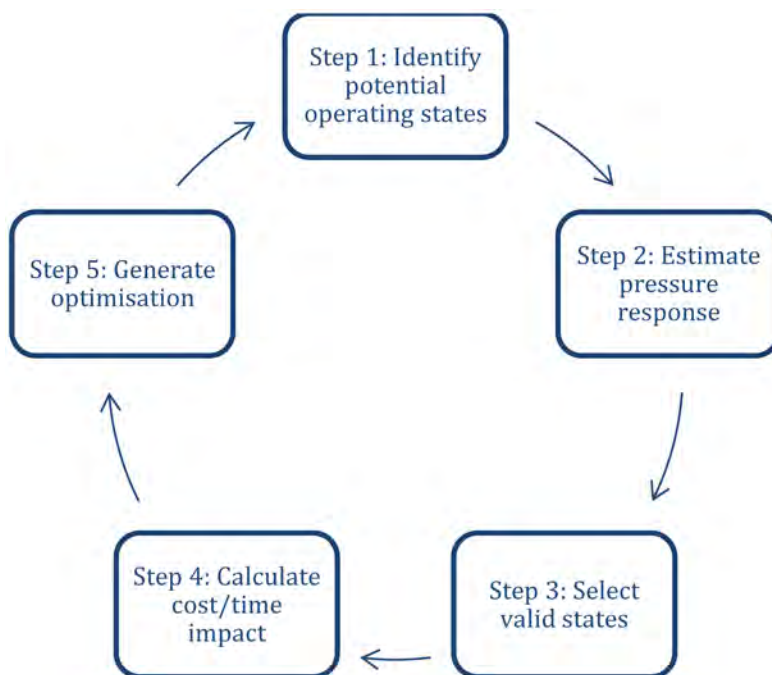 Step 1: Identify
potential
operating states
Step 2: Estimate
pressure
response
Step 3: Select
valid states
Step 4: Calculate
cost/time
impact
Step 5: Generate
optimisation